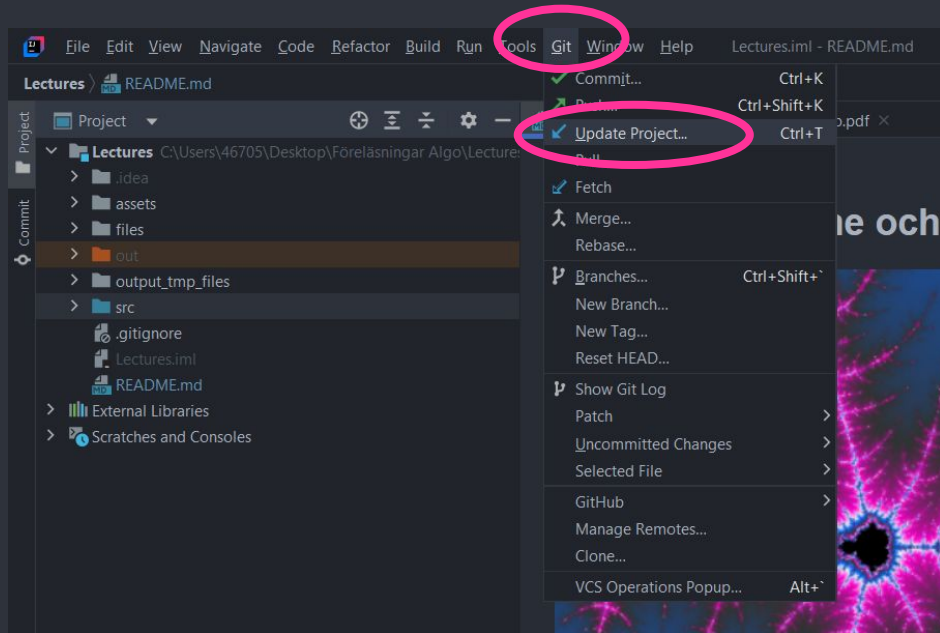 File Edit View Navigate Code Refactor Build Run Tools Git Window Help Lectures.iml - README.md
Lectures README.md
Project
Commit
Project
Lectures C:\Users\46705\Desktop\Föreläsningar Algo\Lectures
.idea
assets
files
out
output_tmp_files
src
.gitignore
Lectures.iml
README.md
External Libraries
Scratches and Consoles
Commit... Ctrl+K
Push... Ctrl+Shift+K
Update Project... Ctrl+T
Pull...
Fetch
Merge...
Rebase...
Branches... Ctrl+Shift+`
New Branch...
New Tag...
Reset HEAD...
Show Git Log
Patch
Uncommitted Changes
Selected File
GitHub
Manage Remotes...
Clone...
VCS Operations Popup... Alt+`
.pdf
och